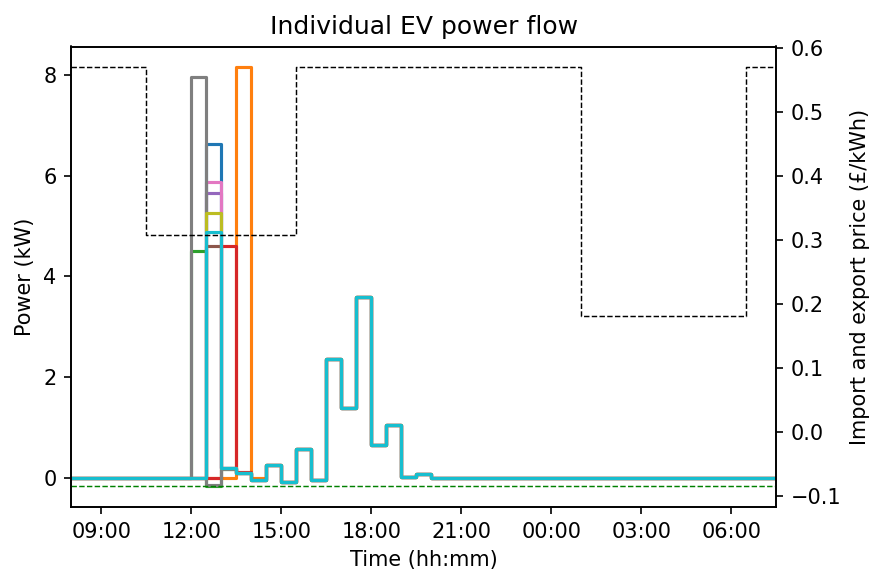 Individual EV power flow
8
6
4
2
0
Power (kW)
0.6
0.5
0.4
0.3
0.2
0.1
0.0
−0.1
Import and export price (£/kWh)
09:00 12:00 15:00 18:00 21:00 00:00 03:00 06:00
Time (hh:mm)